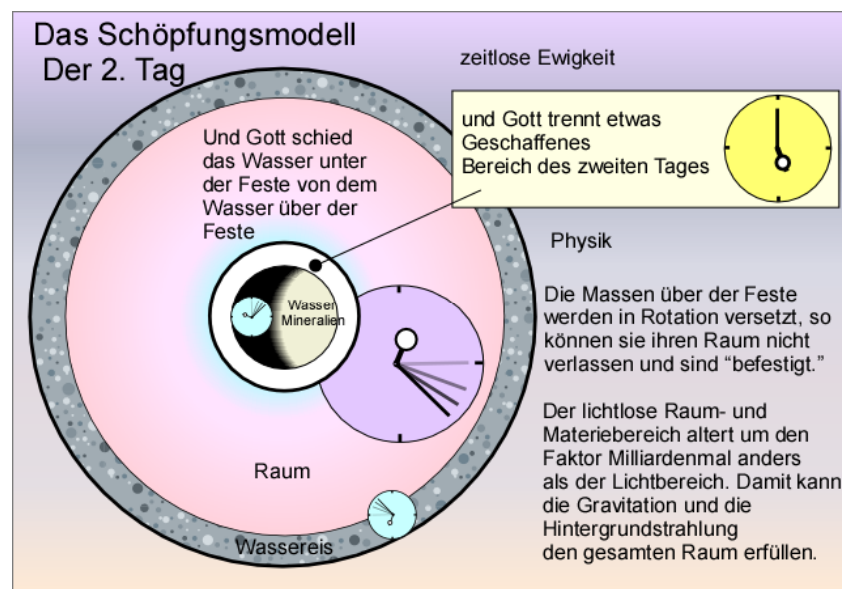 Das Schöpfungsmodell
Der 2. Tag
zeitlose Ewigkeit
und Gott trennt etwas
Geschaffenes
Bereich des zweiten Tages
Und Gott schied
das Wasser unter
der Feste von dem
Wasser über der
Feste
Physik
Wasser
Mineralien
Die Massen über der Feste
werden in Rotation versetzt, so
können sie ihren Raum nicht
verlassen und sind “befestigt.”
Der lichtlose Raum- und
Materiebereich altert um den
Faktor Milliardenmal anders
als der Lichtbereich. Damit kann
die Gravitation und die
Hintergrundstrahlung
den gesamten Raum erfüllen.
Raum
Wassereis